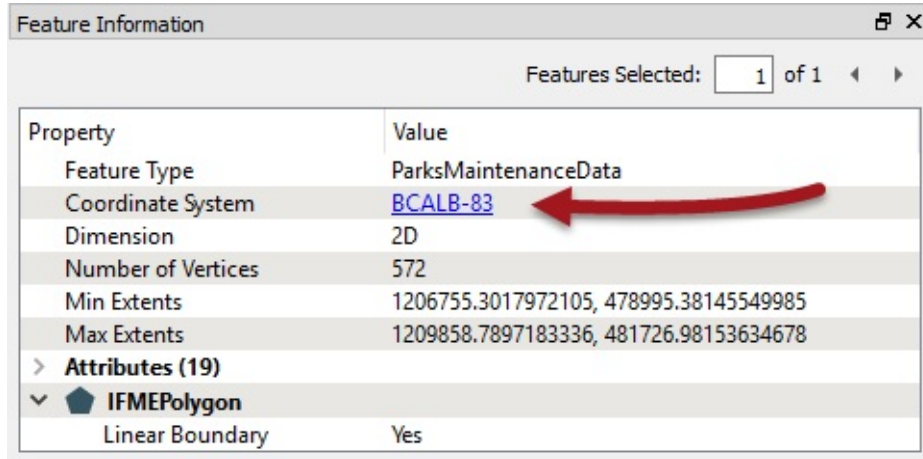 Feature Information
Features Selected: 1 of 1
Property Value
Feature Type ParksMaintenanceData
Coordinate System BCALB-83
Dimension 2D
Number of Vertices 572
Min Extents 1206755.3017972105, 478995.38145549985
Max Extents 1209858.7897183336, 481726.98153634678
Attributes (19)
IFMEPolygon
Linear Boundary Yes